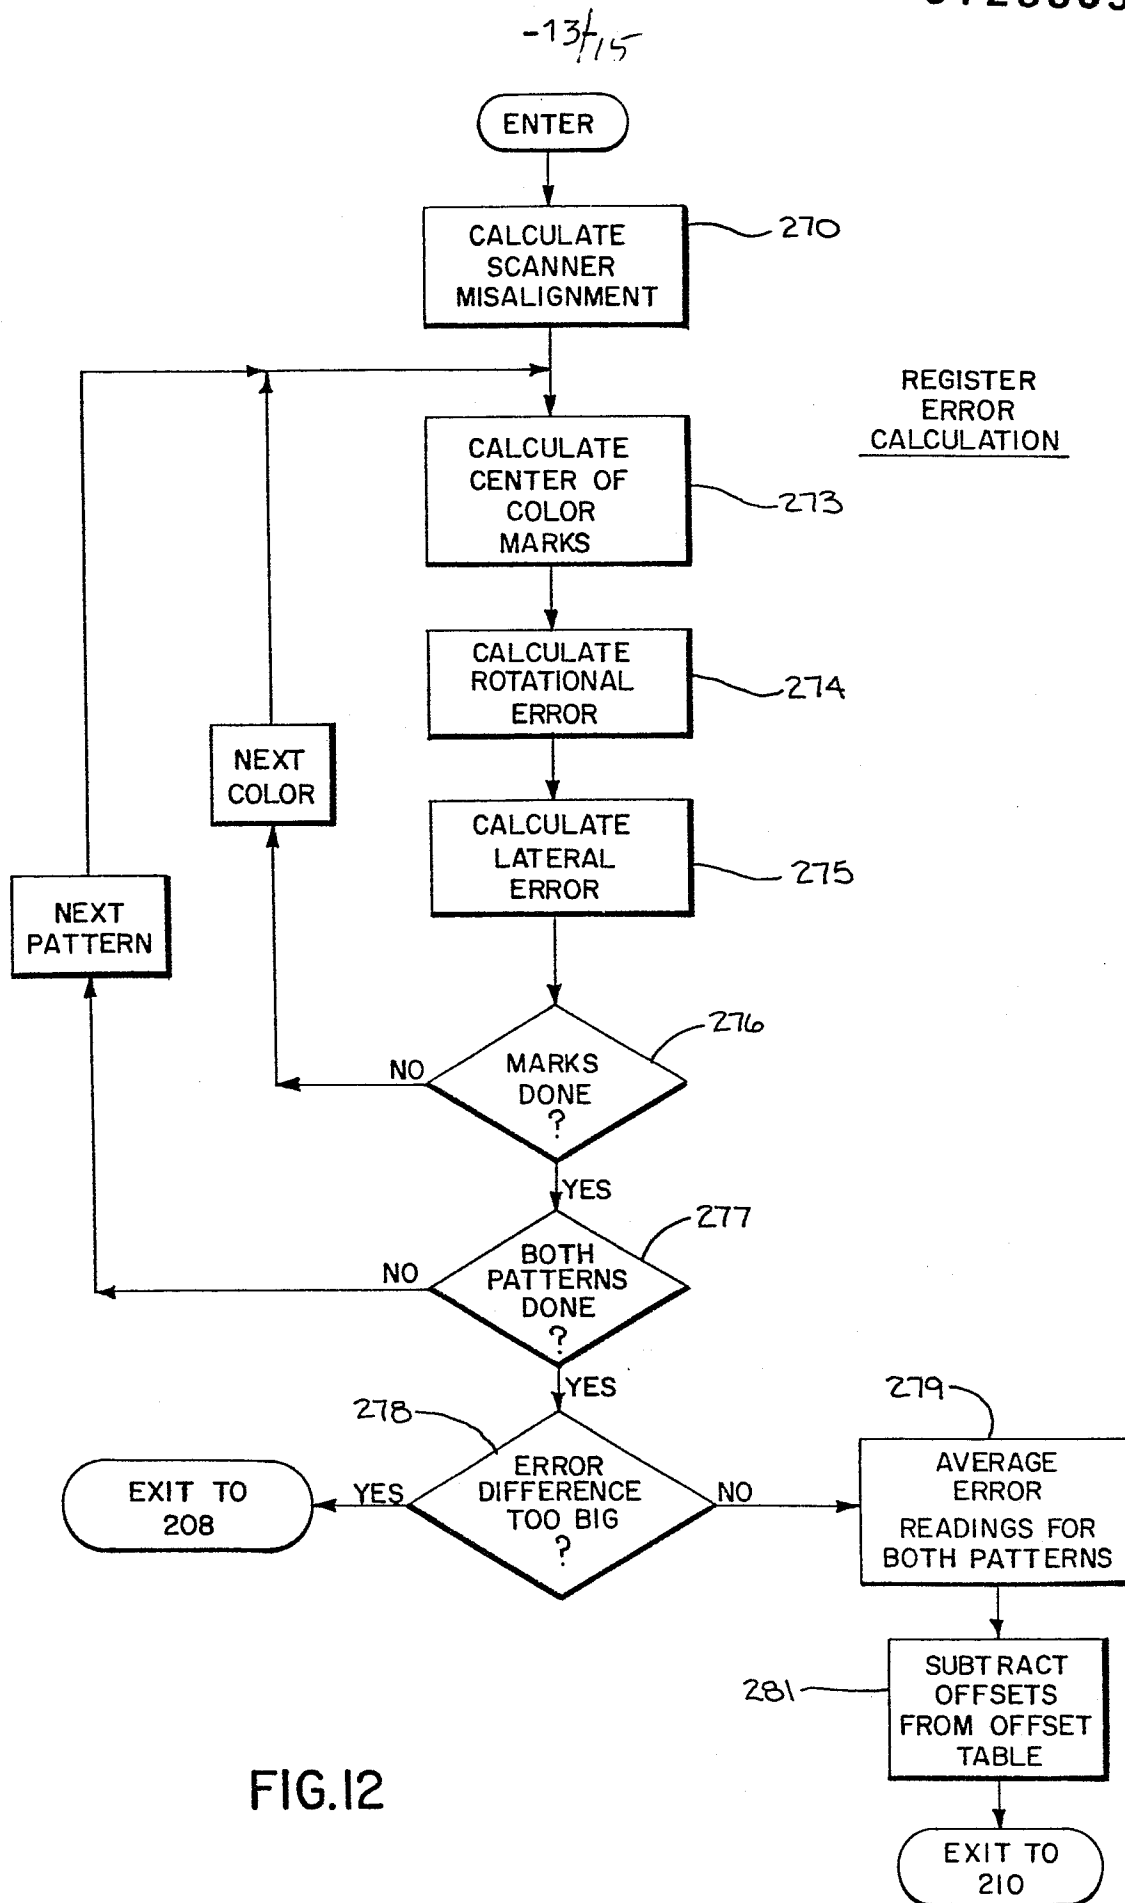 -13/15
ENTER
CALCULATE
SCANNER
MISALIGNMENT
270
REGISTER
ERROR
CALCULATION
CALCULATE
CENTER OF
COLOR
MARKS
273
CALCULATE
ROTATIONAL
ERROR
274
NEXT
COLOR
CALCULATE
LATERAL
ERROR
275
NEXT
PATTERN
276
MARKS
DONE
?
NO
YES
277
BOTH
PATTERNS
DONE
?
NO
YES
278
ERROR
DIFFERENCE
TOO BIG
?
YES
NO
EXIT TO
208
279
AVERAGE
ERROR
READINGS FOR
BOTH PATTERNS
281
SUBTRACT
OFFSETS
FROM OFFSET
TABLE
EXIT TO
210
FIG.12